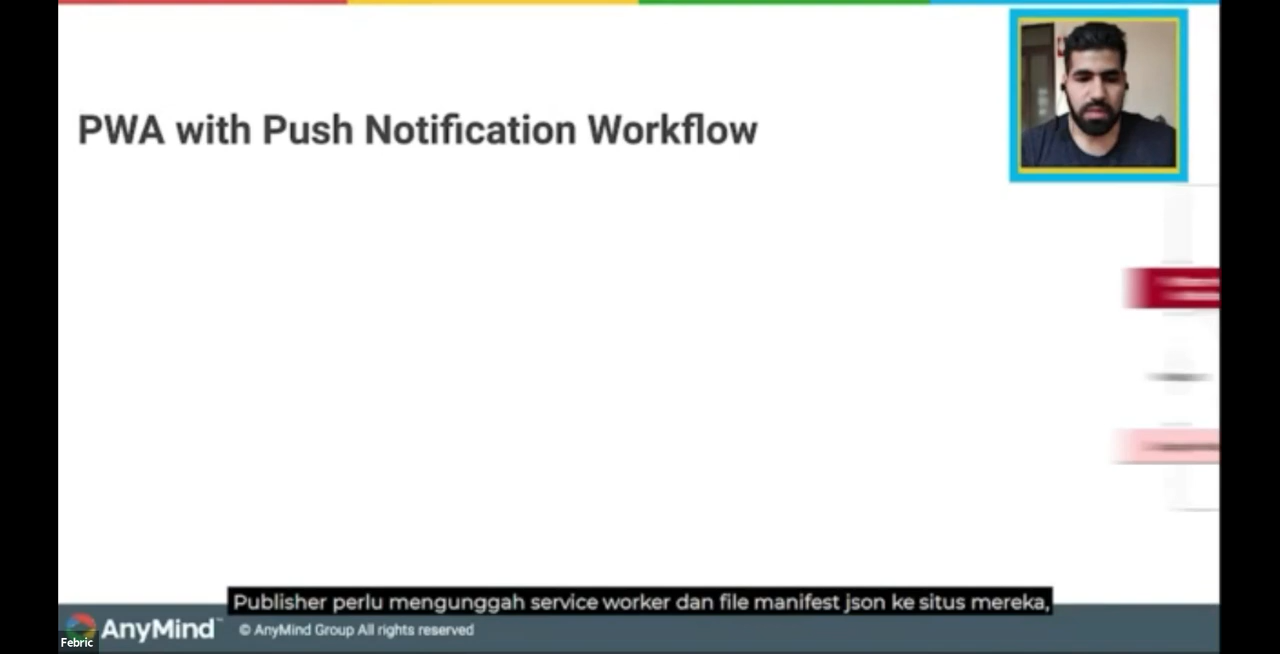 PWA with Push Notification Workflow
Publisher perlu mengunggah service worker dan file manifest json ke situs mereka,
AnyMind™
© AnyMind Group All rights reserved
Febric